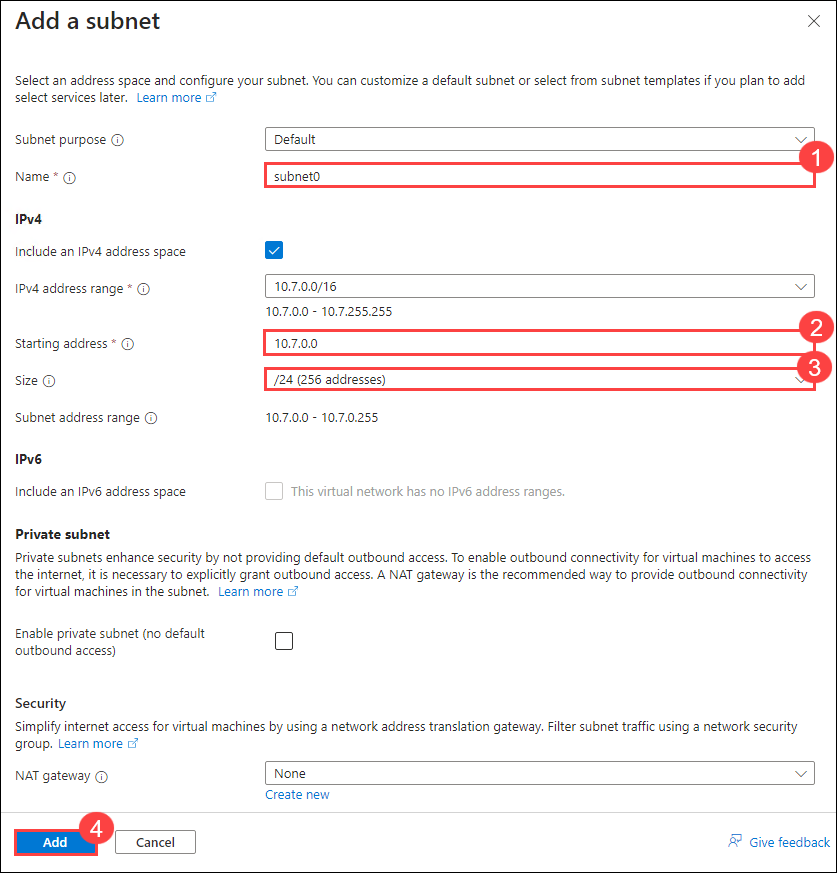 Add a subnet
Select an address space and configure your subnet. You can customize a default subnet or select from subnet templates if you plan to add
select services later. Learn more
Subnet purpose
Default
1
Name *
subnet0
IPv4
Include an IPv4 address space
IPv4 address range *
10.7.0.0/16
10.7.0.0 - 10.7.255.255
2
Starting address *
10.7.0.0
3
Size
/24 (256 addresses)
Subnet address range
10.7.0.0 - 10.7.0.255
IPv6
Include an IPv6 address space
This virtual network has no IPv6 address ranges.
Private subnet
Private subnets enhance security by not providing default outbound access. To enable outbound connectivity for virtual machines to access
the internet, it is necessary to explicitly grant outbound access. A NAT gateway is the recommended way to provide outbound connectivity
for virtual machines in the subnet. Learn more
Enable private subnet (no default
outbound access)
Security
Simplify internet access for virtual machines by using a network address translation gateway. Filter subnet traffic using a network security
group. Learn more
NAT gateway
None
Create new
4
Add
Cancel
Give feedback